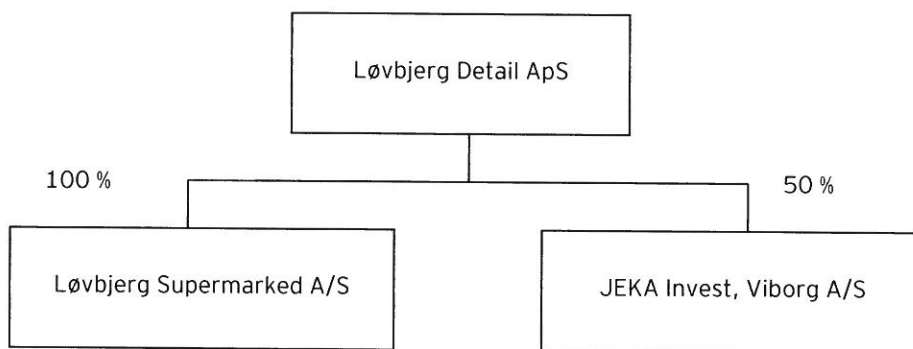 Løvbjerg Detail ApS
100 %
50 %
Løvbjerg Supermarked A/S
JEKA Invest, Viborg A/S